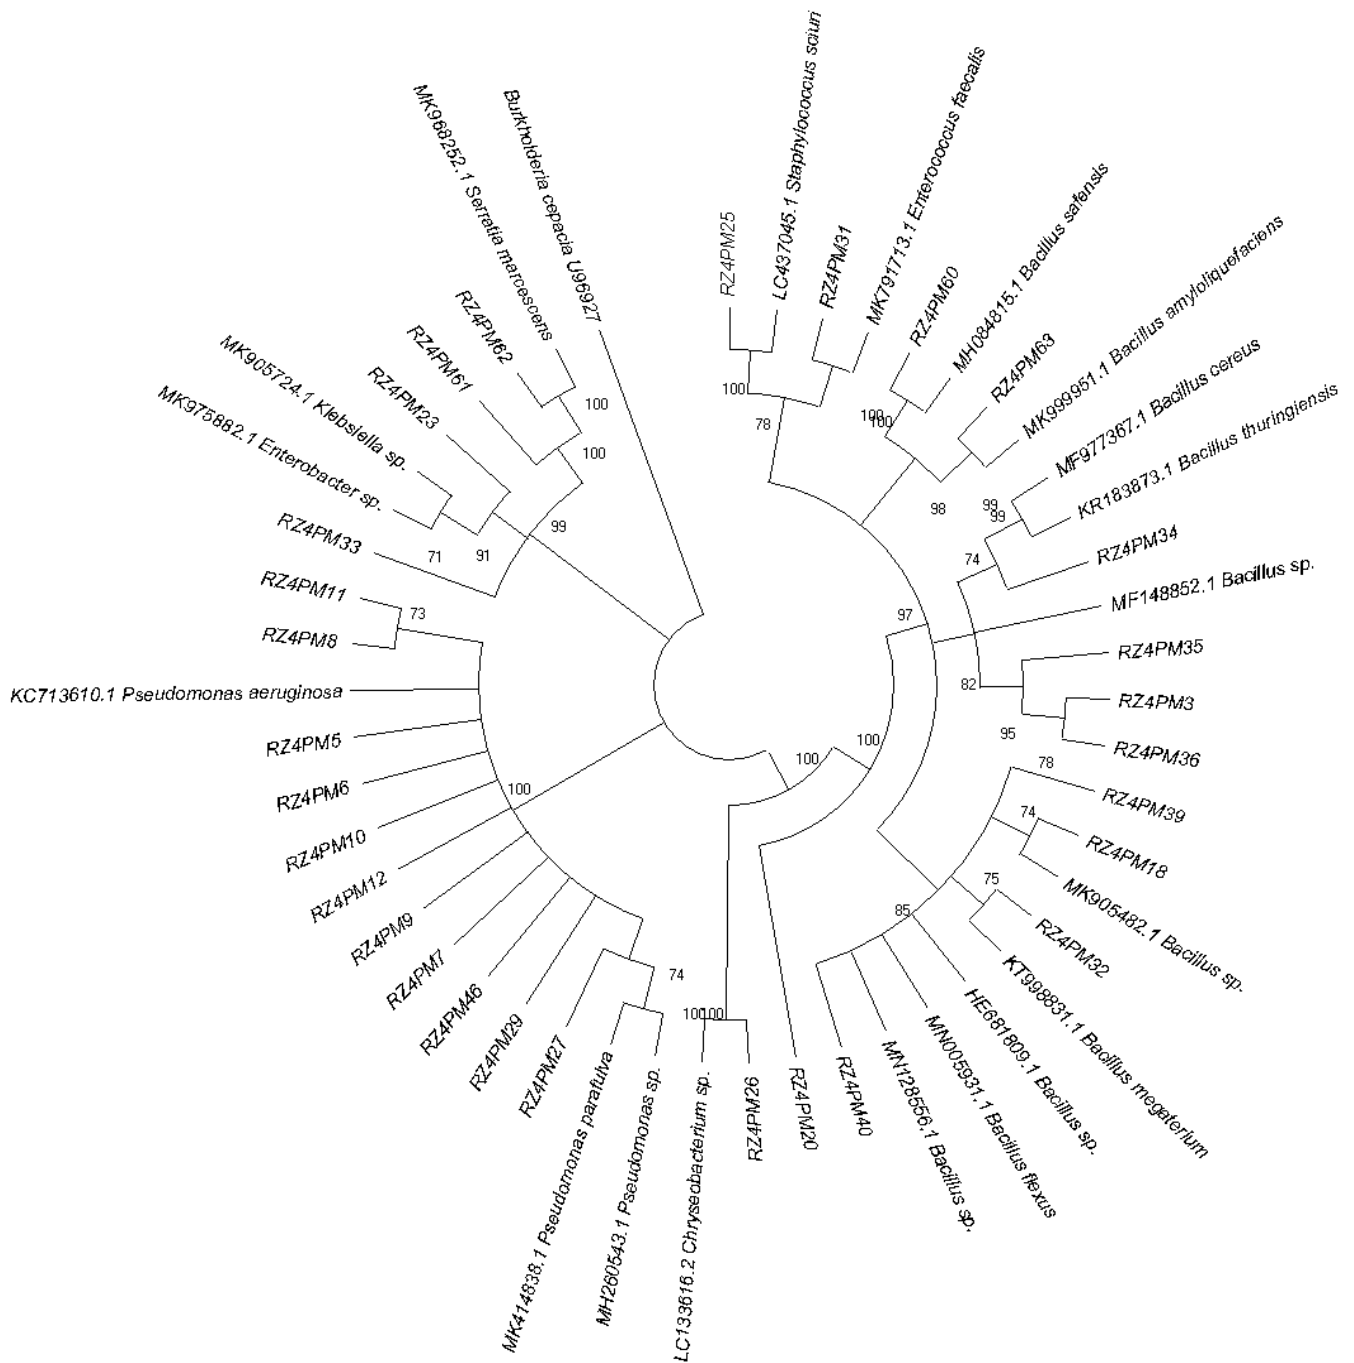 Burkholderia cepacia U96927
LC437045.1 Staphylococcus sciuri
RZ4PM25
RZ4PM31
MK791713.1 Enterococcus faecalis
RZ4PM60
MH084815.1 Bacillus safensis
RZ4PM63
MK999951.1 Bacillus amyloliquefaciens
MF977367.1 Bacillus cereus
KR183873.1 Bacillus thuringiensis
RZ4PM34
MF148852.1 Bacillus sp.
RZ4PM35
RZ4PM3
RZ4PM36
RZ4PM39
RZ4PM18
MK905482.1 Bacillus sp.
RZ4PM32
KT998831.1 Bacillus megaterium
HE681809.1 Bacillus sp.
MN005931.1 Bacillus flexus
MN128556.1 Bacillus sp.
RZ4PM40
RZ4PM20
RZ4PM26
LC133616.2 Chryseobacterium sp.
MH260543.1 Pseudomonas sp.
MK414838.1 Pseudomonas parafulva
RZ4PM27
RZ4PM29
RZ4PM46
RZ4PM7
RZ4PM9
RZ4PM12
RZ4PM10
RZ4PM6
RZ4PM5
KC713610.1 Pseudomonas aeruginosa
RZ4PM8
RZ4PM11
RZ4PM33
MK975882.1 Enterobacter sp.
MK905724.1 Klebsiella sp.
RZ4PM23
RZ4PM61
RZ4PM62
MK968252.1 Serratia marcescens
100
78
100
100
98
99
99
74
97
82
95
78
74
75
85
100
100
100
100
74
100
73
71
91
99
100
100